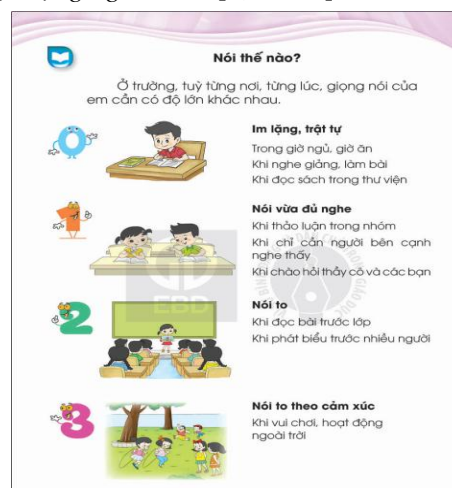 Nói thế nào?
Ở trường, tuỳ từng nơi, từng lúc, giọng nói của
em cần có độ lớn khác nhau.
0
Im lặng, trật tự
Trong giờ ngủ, giờ ăn
Khi nghe giảng, làm bài
Khi đọc sách trong thư viện
1
Nói vừa đủ nghe
Khi thảo luận trong nhóm
Khi chỉ cần người bên cạnh
nghe thấy
Khi chào hỏi thầy cô và các bạn
EBD
2
Nói to
Khi đọc bài trước lớp
Khi phát biểu trước nhiều người
3
Nói to theo cảm xúc
Khi vui chơi, hoạt động
ngoài trời